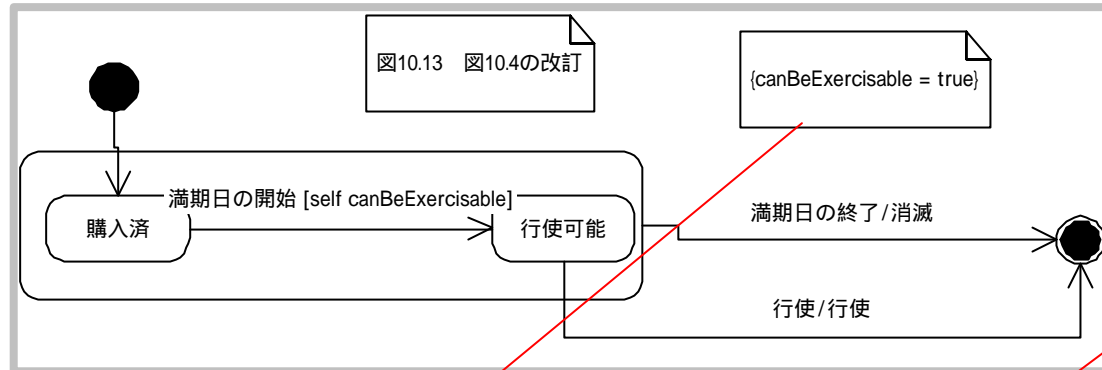 図10.13 図10.4の改訂
{canBeExercisable = true}
満期日の開始 [self canBeExercisable]
購入済
行使可能
満期日の終了/消滅
行使/行使